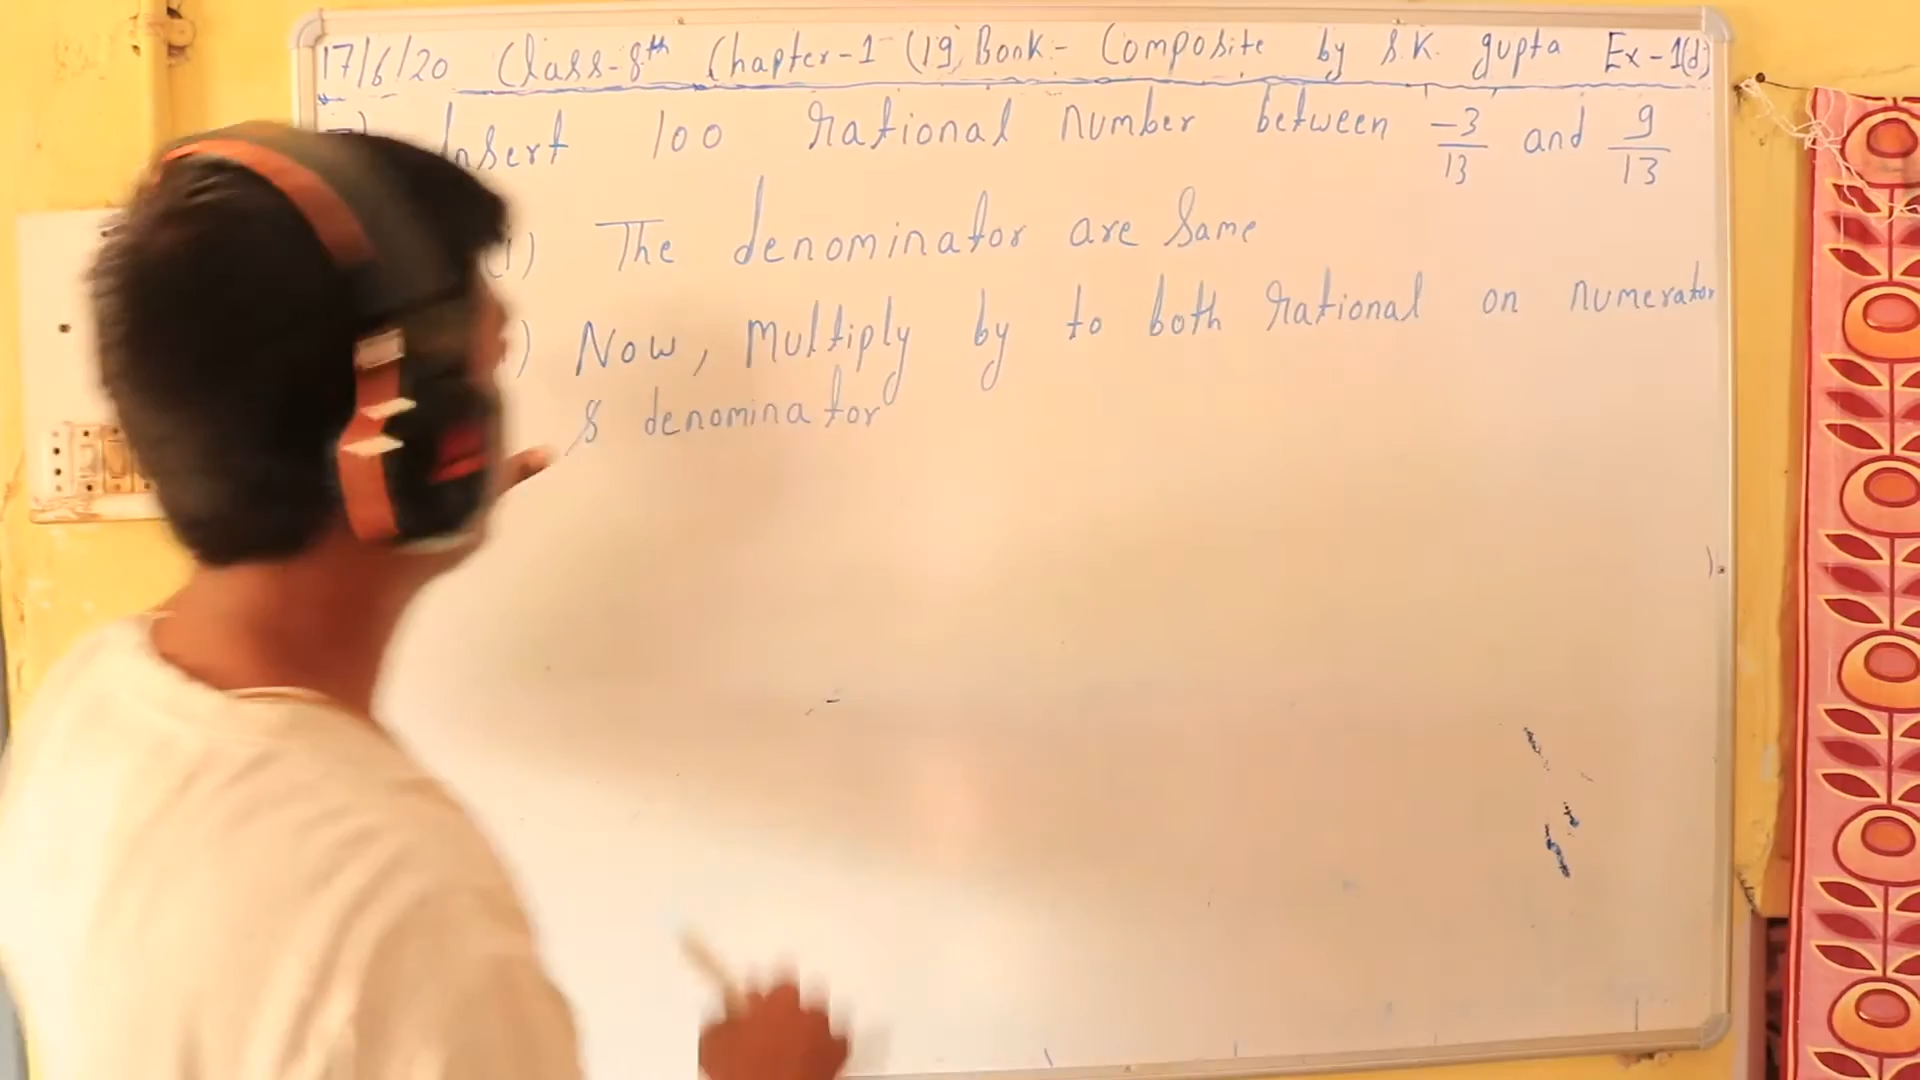 17/6/20 Class-8th Chapter-1 (19) Book:- Composite by S.K. gupta Ex-1(d)
Insert 100 rational number between -3/13 and 9/13
(1) The denominator are Same
) Now, Multiply by to both rational on numerator
& denominator